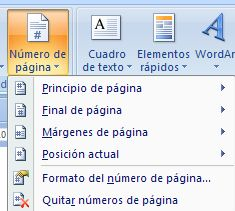 Número de página
Cuadro de texto
Elementos rápidos
WordArt
Principio de página
Final de página
Márgenes de página
Posición actual
Formato del número de página...
Quitar números de página